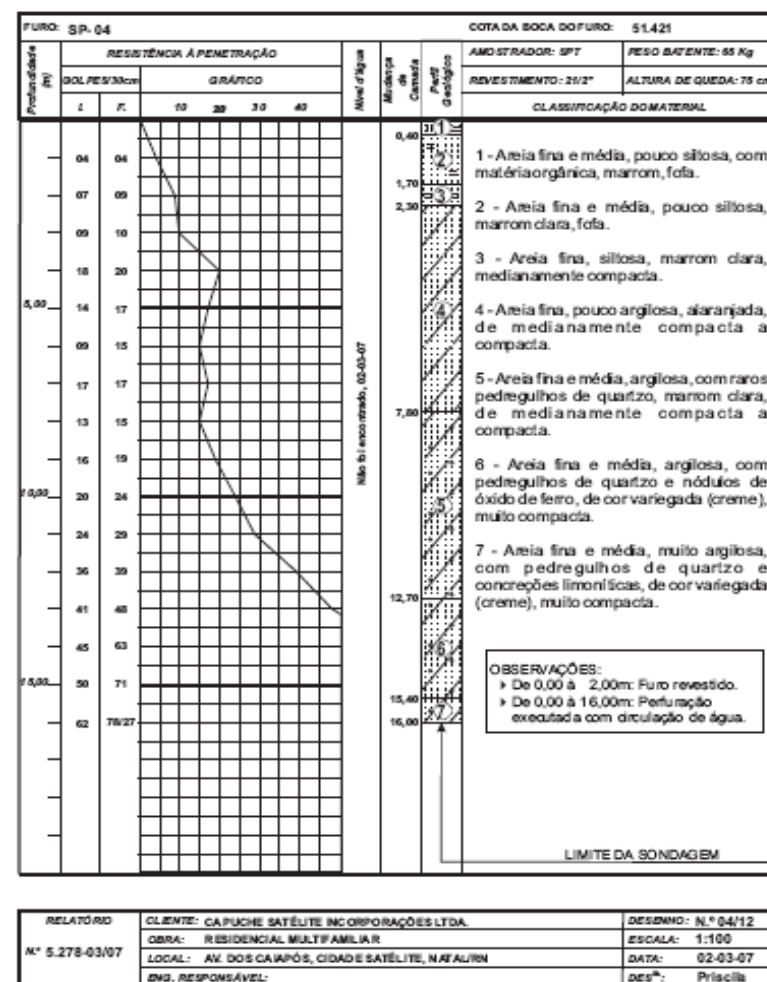 FURO: SP-04 COTA DA BOCA DO FURO: 51.421
RESISTÊNCIA À PENETRAÇÃO
AMOSTRADOR: SPT PESO BATENTE: 65 Kg
Profundidade (m)
GOLPES/30cm GRÁFICO
Nível d'água
Mudança de Camada
Perfil Geológico
REVESTIMENTO: 21/2" ALTURA DE QUEDA: 75 cm
I. F. 10 20 30 40
CLASSIFICAÇÃO DO MATERIAL
04 04
07 09
09 10
18 20
5,00 14 17
09 15
17 17
13 15
16 19
10,00 20 24
24 29
36 39
41 48
45 63
15,00 50 71
62 78/27
Não foi encontrado, 02-03-07
0,40
1,70
2,30
7,80
12,70
15,40
16,00
1
2
3
4
5
6
7
1 - Areia fina e média, pouco siltosa, com
matéria orgânica, marrom, fofa.
2 - Areia fina e média, pouco siltosa,
marrom clara, fofa.
3 - Areia fina, siltosa, marrom clara,
medianamente compacta.
4 - Areia fina, pouco argilosa, alaranjada,
de medianamente compacta a
compacta.
5 - Areia fina e média, argilosa, com raros
pedregulhos de quartzo, marrom clara,
de medianamente compacta a
compacta.
6 - Areia fina e média, argilosa, com
pedregulhos de quartzo e nódulos de
óxido de ferro, de cor variegada (creme),
muito compacta.
7 - Areia fina e média, muito argilosa,
com pedregulhos de quartzo e
concreções limoníticas, de cor variegada
(creme), muito compacta.
OBSERVAÇÕES:
De 0,00 à 2,00m: Furo revestido.
De 0,00 à 16,00m: Perfuração
executada com circulação de água.
LIMITE DA SONDAGEM
RELATÓRIO
N.º 5.278-03/07
CLIENTE: CAPUCHE SATÉLITE INCORPORAÇÕES LTDA. DESENHO: N.º 04/12
OBRA: RESIDENCIAL MULTIFAMILIAR ESCALA: 1:100
LOCAL: AV. DOS CAIAPÓS, CIDADE SATÉLITE, NATAL/RN DATA: 02-03-07
ENG. RESPONSÁVEL: DESª: Priscila